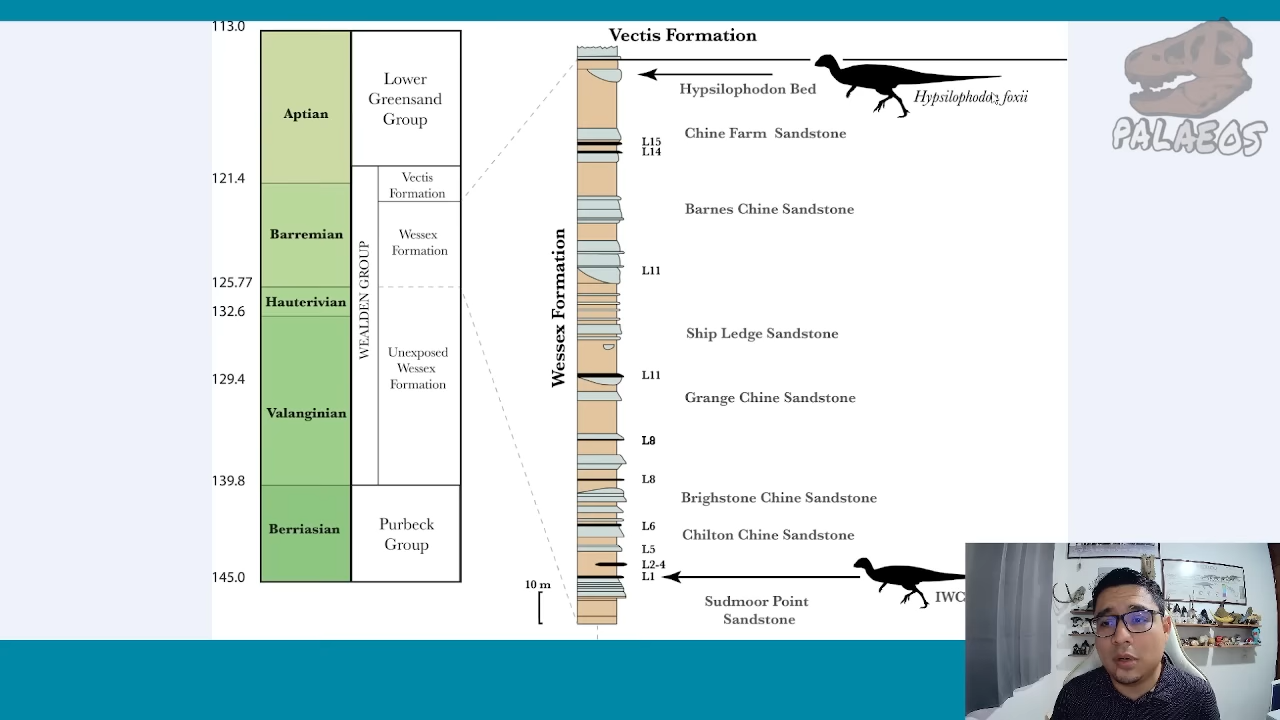 113.0
Vectis Formation
Lower
Greensand
Group
Aptian
Hypsilophodon Bed
Hypsilophodon foxii
PALAEOS
Chine Farm Sandstone
L15
L14
121.4
Vectis
Formation
Barnes Chine Sandstone
Barremian
Wessex
Formation
WEALDEN GROUP
Wessex Formation
L11
125.77
Hauterivian
132.6
Ship Ledge Sandstone
Unexposed
Wessex
Formation
129.4
L11
Grange Chine Sandstone
Valanginian
L8
139.8
L8
Brighstone Chine Sandstone
Purbeck
Group
Berriasian
L6
Chilton Chine Sandstone
L5
L2-4
145.0
L1
10 m
IWC
Sudmoor Point
Sandstone